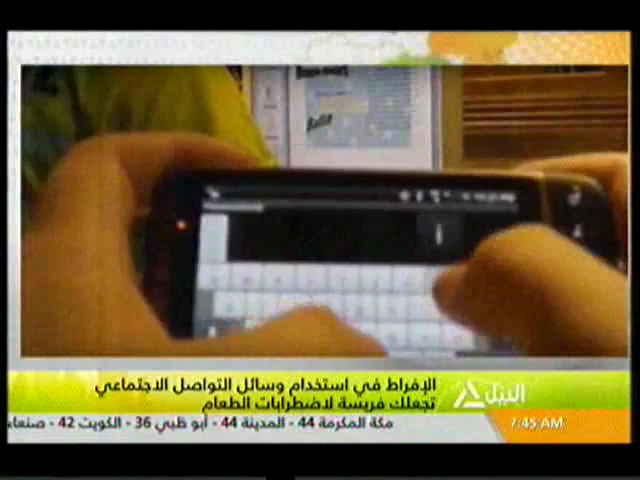 الإفراط في استخدام وسائل التواصل الاجتماعي
تجعلك فريسة لاضطرابات الطعام
النيل
مكة المكرمة 44 - المدينة 44 - أبو ظبي 36 - الكويت 42 - صنعاء
7:45 AM